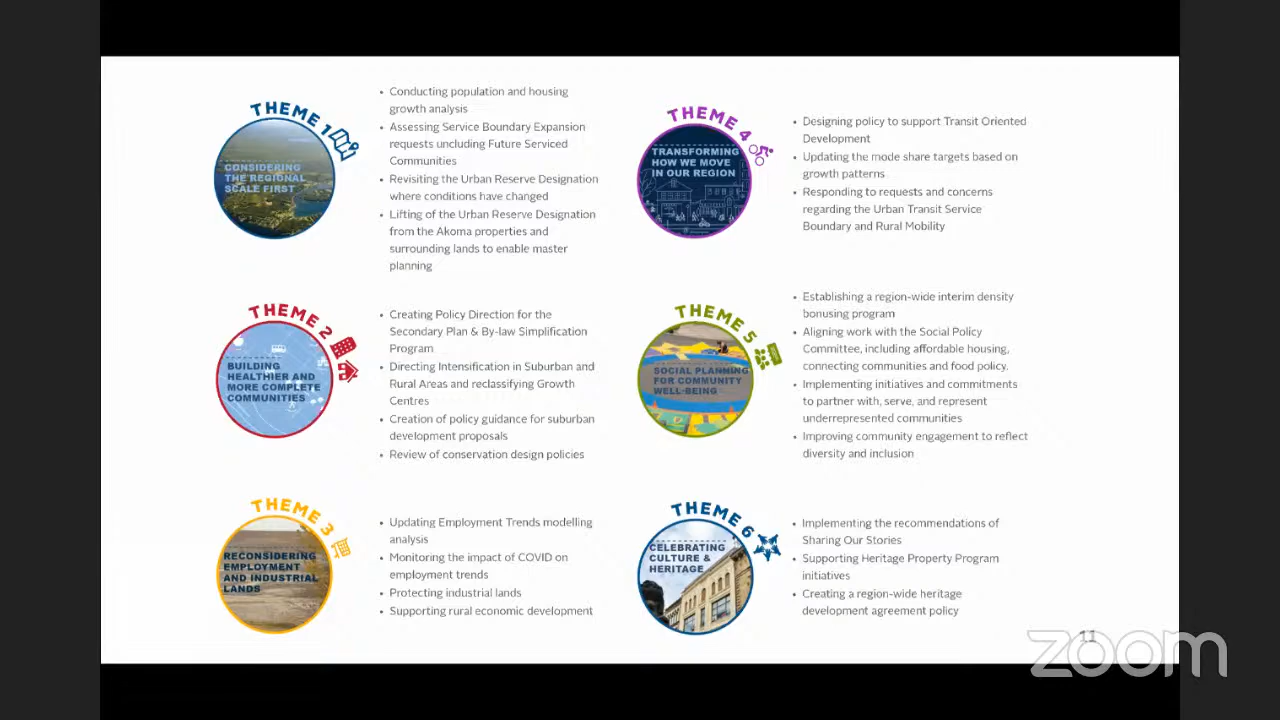 THEME 1
CONSIDERING
THE REGIONAL
SCALE FIRST
• Conducting population and housing
growth analysis
• Assessing Service Boundary Expansion
requests uncluding Future Serviced
Communities
• Revisiting the Urban Reserve Designation
where conditions have changed
• Lifting of the Urban Reserve Designation
from the Akoma properties and
surrounding lands to enable master
planning
THEME 2
BUILDING
HEALTHIER AND
MORE COMPLETE
COMMUNITIES
• Creating Policy Direction for the
Secondary Plan & By-law Simplification
Program
• Directing Intensification in Suburban and
Rural Areas and reclassifying Growth
Centres
• Creation of policy guidance for suburban
development proposals
• Review of conservation design policies
THEME 3
RECONSIDERING
EMPLOYMENT
AND INDUSTRIAL
LANDS
• Updating Employment Trends modelling
analysis
• Monitoring the impact of COVID on
employment trends
• Protecting industrial lands
• Supporting rural economic development
THEME 4
TRANSFORMING
HOW WE MOVE
IN OUR REGION
• Designing policy to support Transit Oriented
Development
• Updating the mode share targets based on
growth patterns
• Responding to requests and concerns
regarding the Urban Transit Service
Boundary and Rural Mobility
THEME 5
SOCIAL PLANNING
FOR COMMUNITY
WELL-BEING
• Establishing a region-wide interim density
bonusing program
• Aligning work with the Social Policy
Committee, including affordable housing,
connecting communities and food policy.
• Implementing initiatives and commitments
to partner with, serve, and represent
underrepresented communities
• Improving community engagement to reflect
diversity and inclusion
THEME 6
CELEBRATING
CULTURE &
HERITAGE
• Implementing the recommendations of
Sharing Our Stories
• Supporting Heritage Property Program
initiatives
• Creating a region-wide heritage
development agreement policy
11
zoom